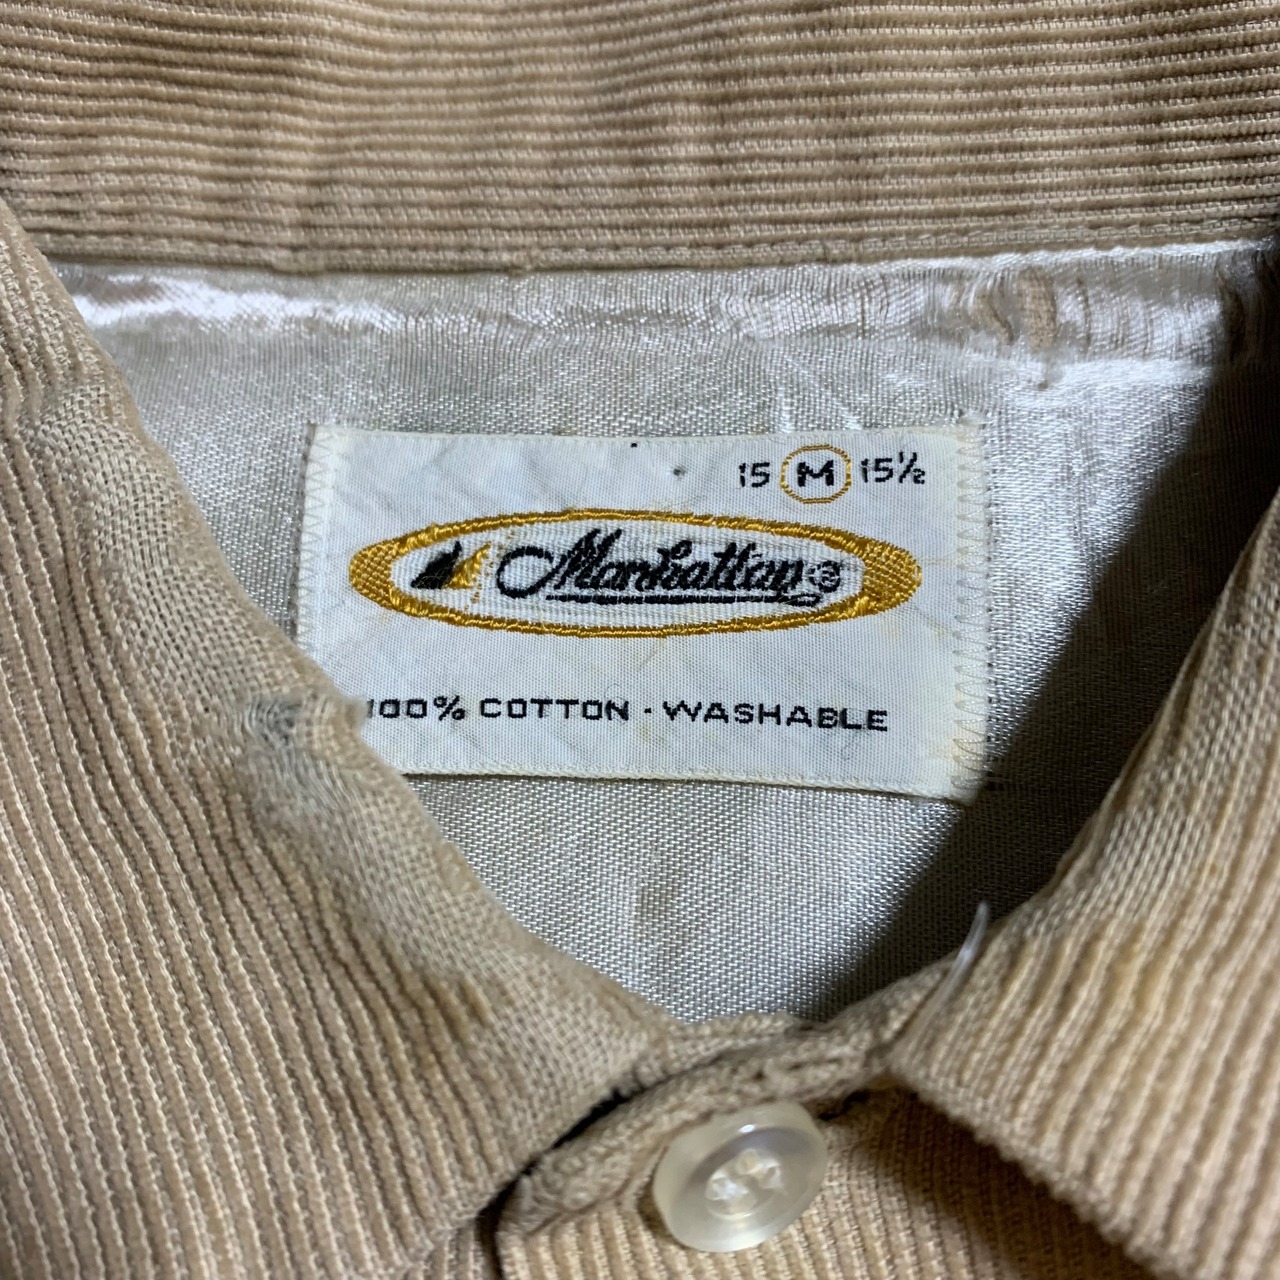 15 M 15½
Manhattan®
100% COTTON · WASHABLE